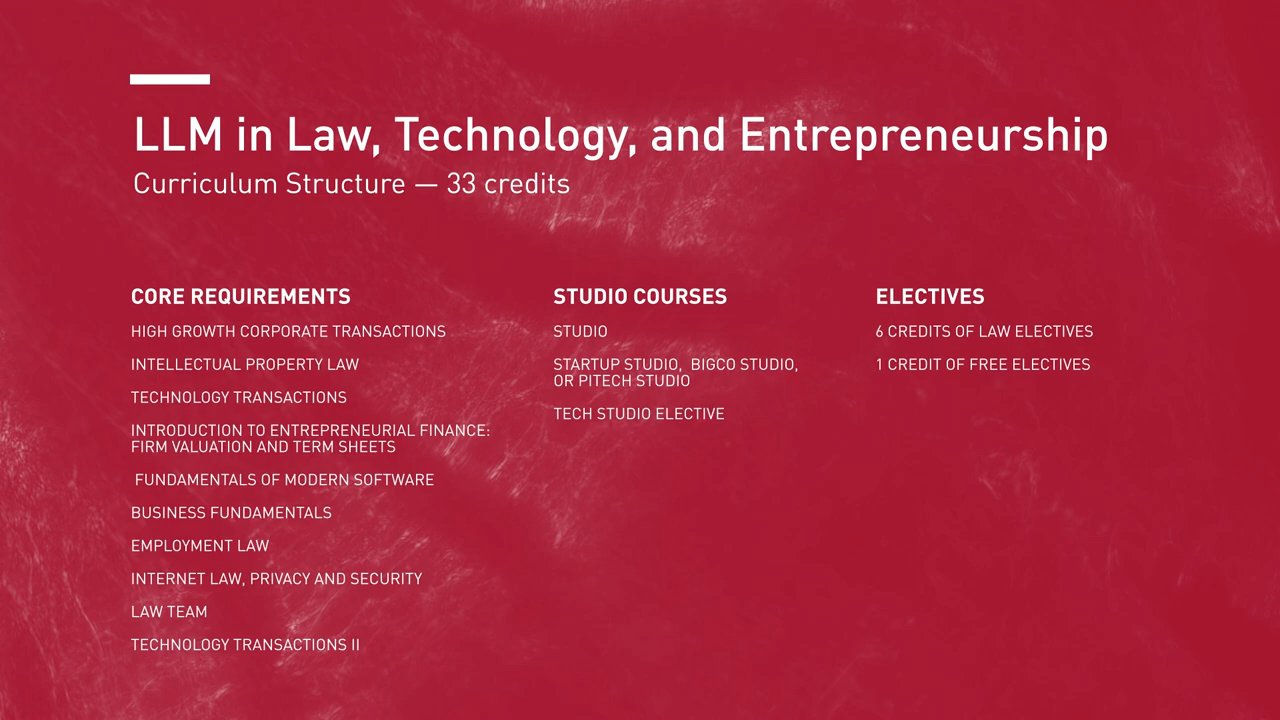 LLM in Law, Technology, and Entrepreneurship
Curriculum Structure — 33 credits
CORE REQUIREMENTS
HIGH GROWTH CORPORATE TRANSACTIONS
INTELLECTUAL PROPERTY LAW
TECHNOLOGY TRANSACTIONS
INTRODUCTION TO ENTREPRENEURIAL FINANCE:
FIRM VALUATION AND TERM SHEETS
FUNDAMENTALS OF MODERN SOFTWARE
BUSINESS FUNDAMENTALS
EMPLOYMENT LAW
INTERNET LAW, PRIVACY AND SECURITY
LAW TEAM
TECHNOLOGY TRANSACTIONS II
STUDIO COURSES
STUDIO
STARTUP STUDIO, BIGCO STUDIO,
OR PITECH STUDIO
TECH STUDIO ELECTIVE
ELECTIVES
6 CREDITS OF LAW ELECTIVES
1 CREDIT OF FREE ELECTIVES